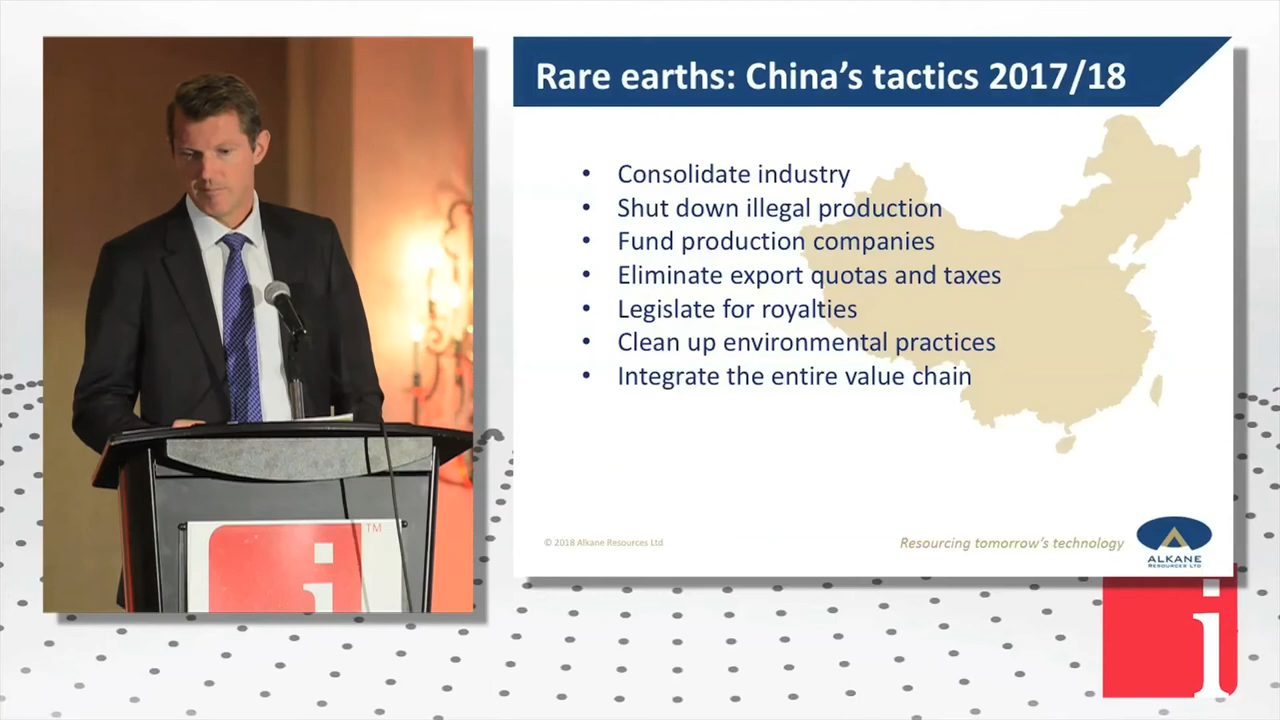 Rare earths: China's tactics 2017/18
• Consolidate industry
• Shut down illegal production
• Fund production companies
• Eliminate export quotas and taxes
• Legislate for royalties
• Clean up environmental practices
• Integrate the entire value chain
© 2018 Alkane Resources Ltd
Resourcing tomorrow's technology
ALKANE
RESOURCES LTD
i
TM
i